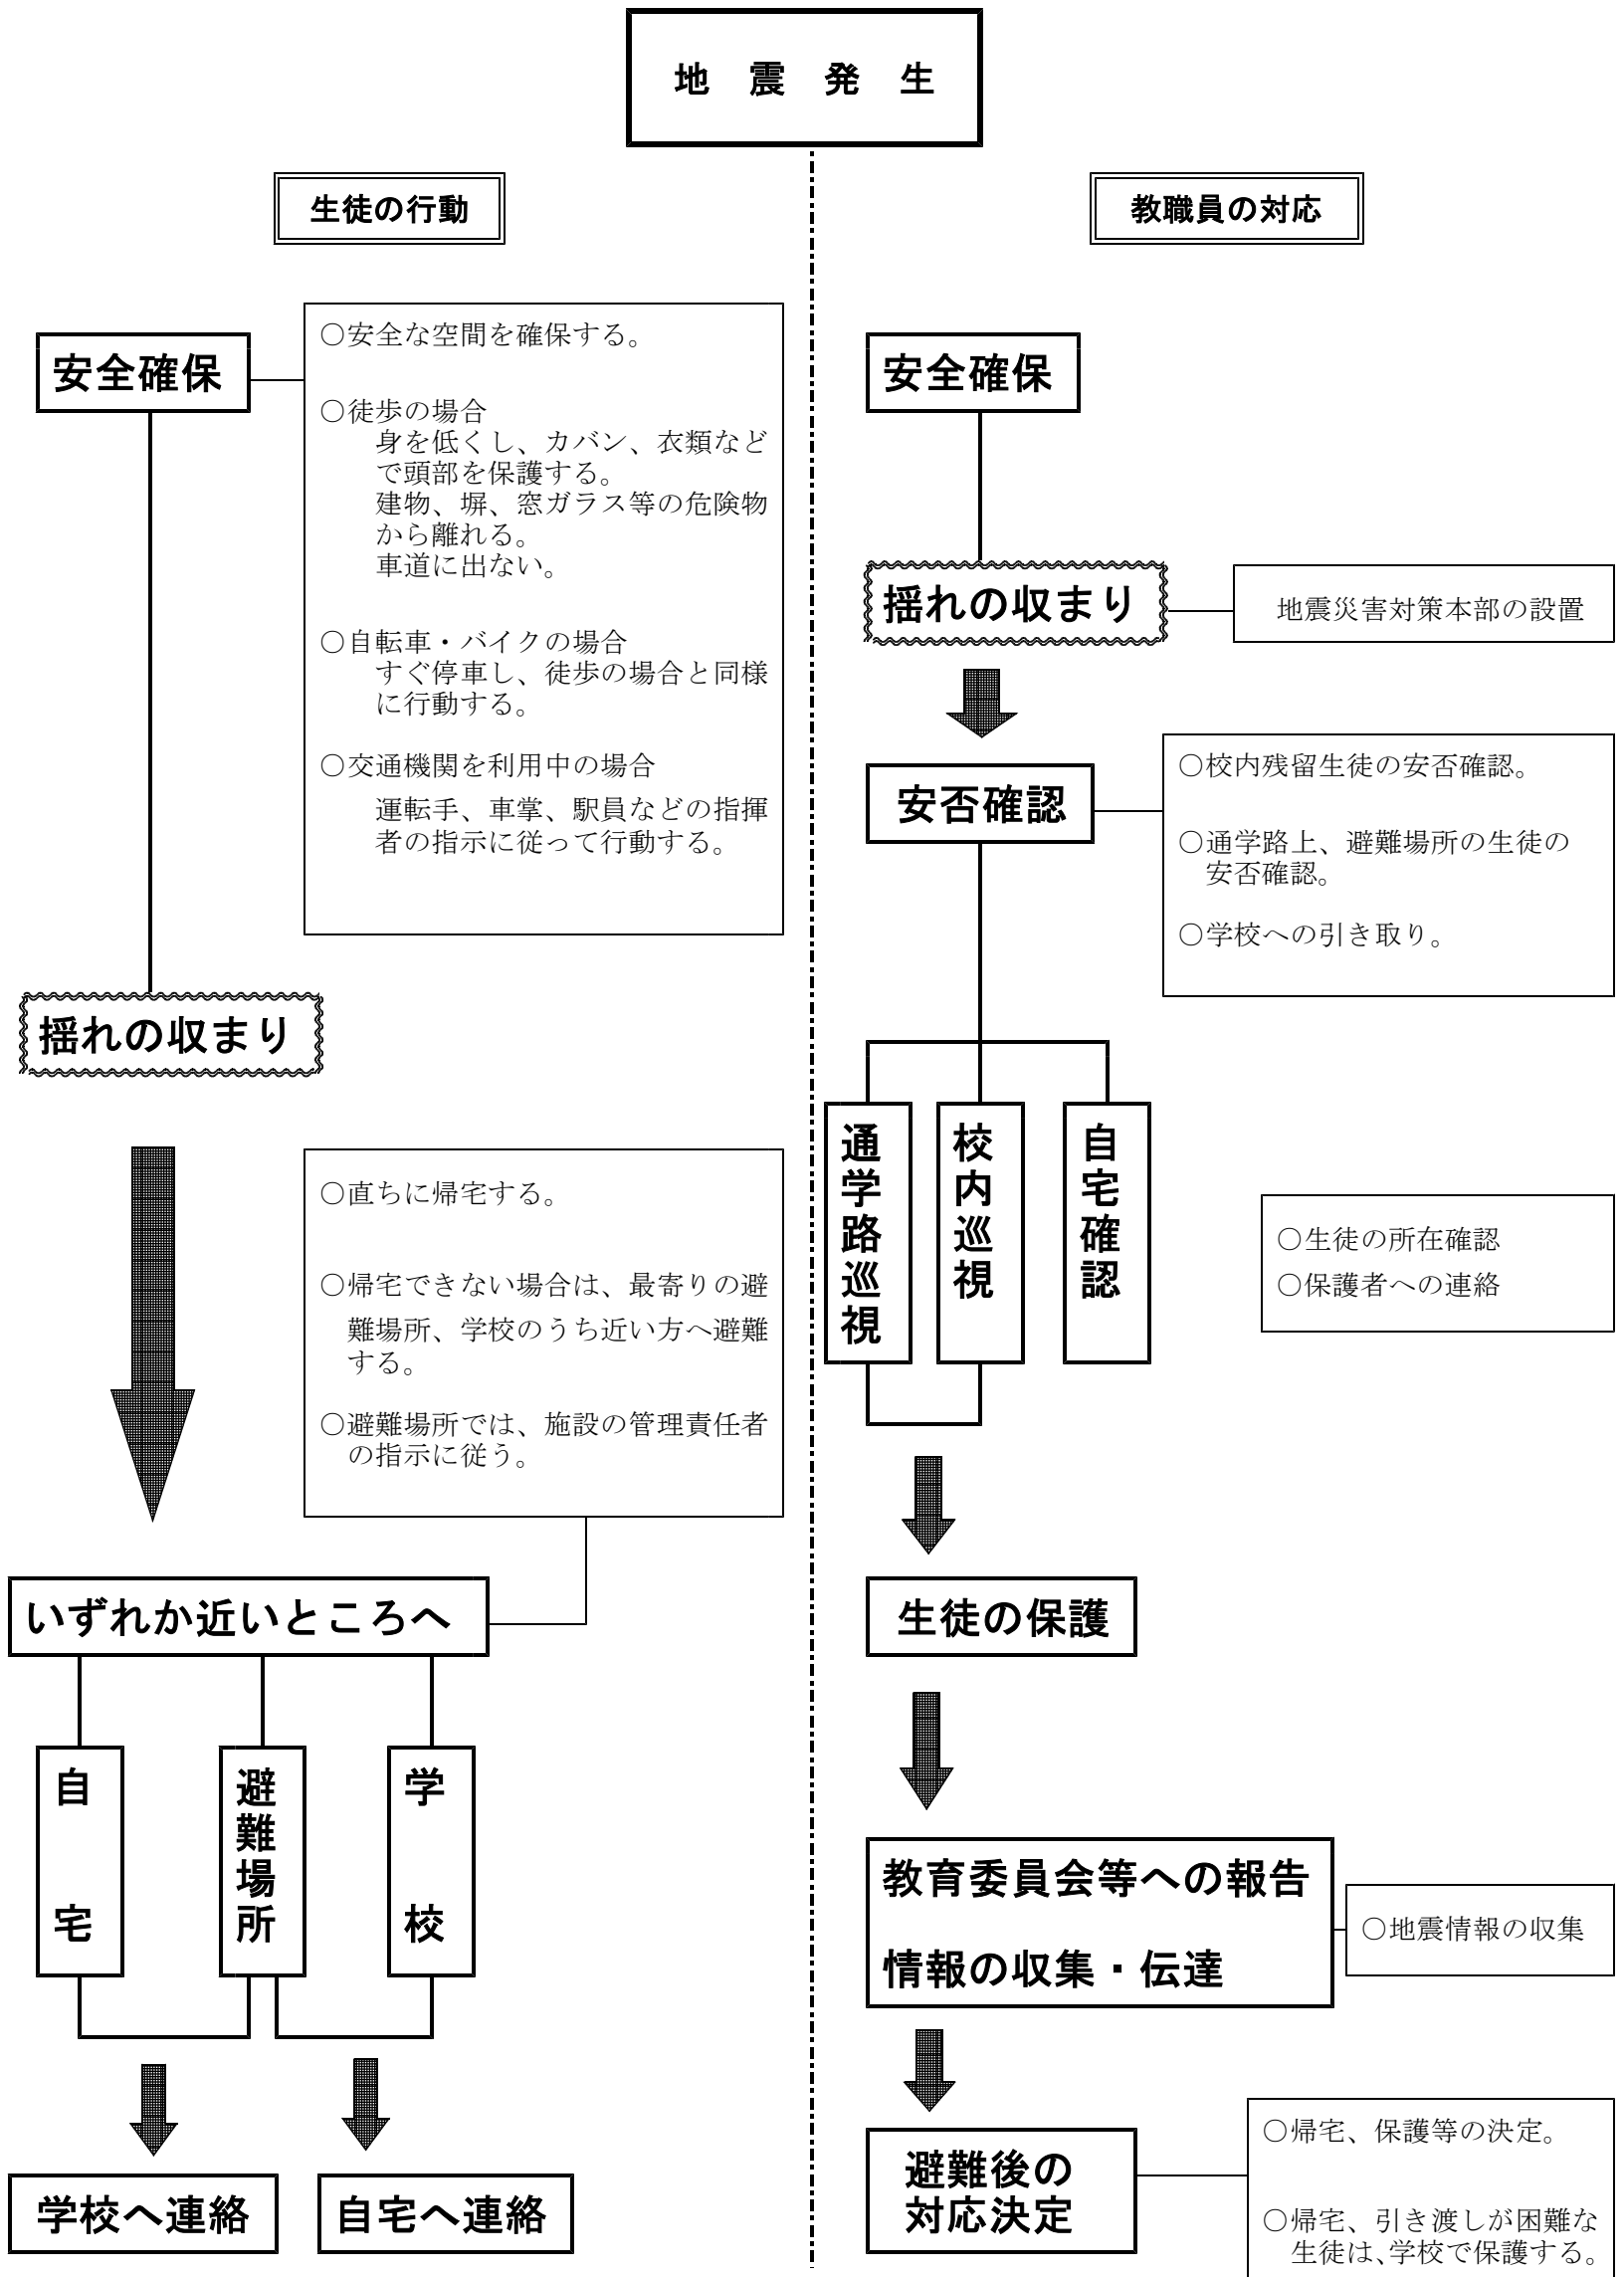 地　震　発　生
生徒の行動
安全確保
○安全な空間を確保する。
○徒歩の場合
身を低くし、カバン、衣類など
で頭部を保護する。
建物、塀、窓ガラス等の危険物
から離れる。
車道に出ない。
○自転車・バイクの場合
すぐ停車し、徒歩の場合と同様
に行動する。
○交通機関を利用中の場合
運転手、車掌、駅員などの指揮
者の指示に従って行動する。
揺れの収まり
○直ちに帰宅する。
○帰宅できない場合は、最寄りの避
難場所、学校のうち近い方へ避難
する。
○避難場所では、施設の管理責任者
の指示に従う。
いずれか近いところへ
自宅
避難場所
学校
学校へ連絡
自宅へ連絡
教職員の対応
安全確保
揺れの収まり
地震災害対策本部の設置
安否確認
○校内残留生徒の安否確認。
○通学路上、避難場所の生徒の
安否確認。
○学校への引き取り。
通学路巡視
校内巡視
自宅確認
○生徒の所在確認
○保護者への連絡
生徒の保護
教育委員会等への報告
情報の収集・伝達
○地震情報の収集
避難後の
対応決定
○帰宅、保護等の決定。
○帰宅、引き渡しが困難な
生徒は、学校で保護する。